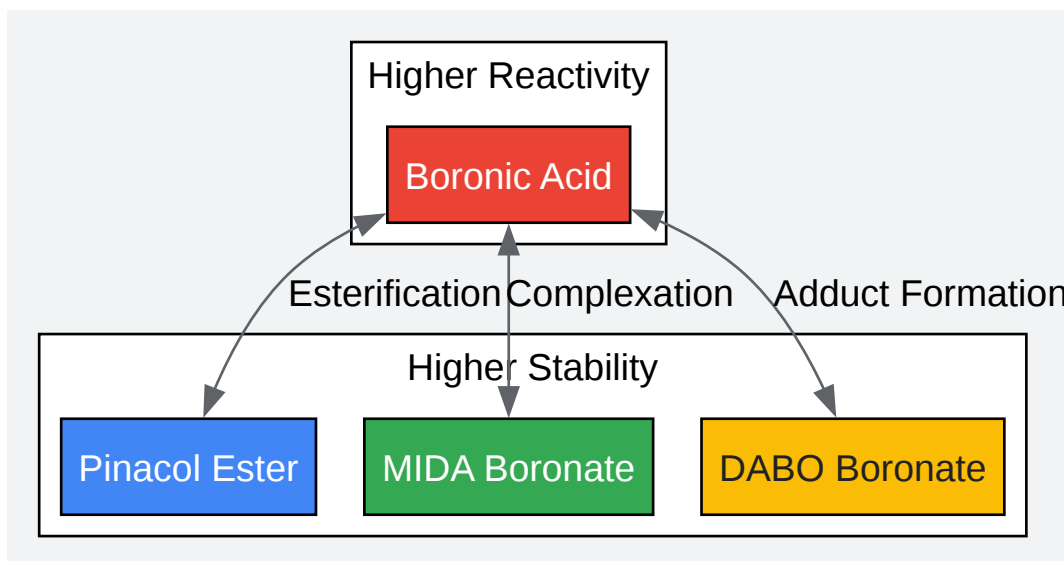 Higher Reactivity
Boronic Acid
Esterification
Complexation
Adduct Formation
Higher Stability
Pinacol Ester
MIDA Boronate
DABO Boronate